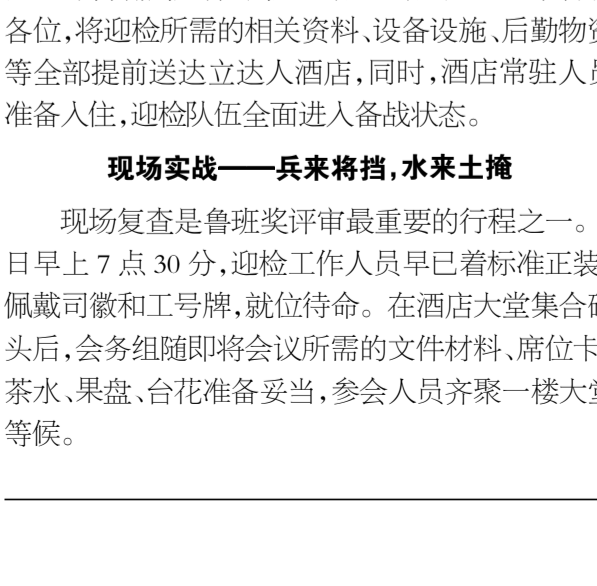 各位,将迎检所需的相关资料、设备设施、后勤物
等全部提前送达立达人酒店,同时,酒店常驻人
准备入住,迎检队伍全面进入备战状态。
现场实战——兵来将挡,水来土掩
现场复查是鲁班奖评审最重要的行程之一。
日早上 7 点 30 分,迎检工作人员早已着标准正装
佩戴司徽和工号牌,就位待命。在酒店大堂集合
头后,会务组随即将会议所需的文件材料、席位卡
茶水、果盘、台花准备妥当,参会人员齐聚一楼大
等候。